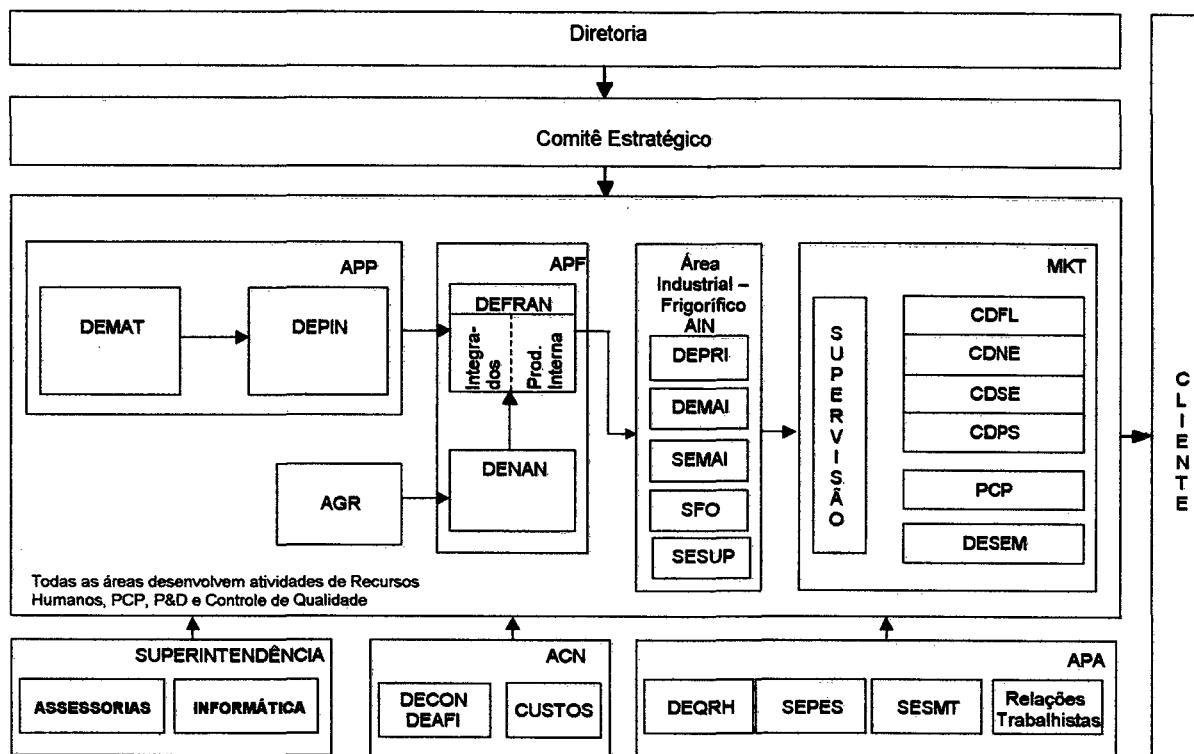 Diretoria
Comitê Estratégico
APP
DEMAT
DEPIN
AGR
APF
DEFRAN
Integra-
dos
Prod.
Interna
DENAN
Área
Industrial –
Frigorífico
AIN
DEPRI
DEMAI
SEMAI
SFO
SESUP
MKT
SUPERVISÃO
CDFL
CDNE
CDSE
CDPS
PCP
DESEM
Todas as áreas desenvolvem atividades de Recursos
Humanos, PCP, P&D e Controle de Qualidade
CLIENTE
SUPERINTENDÊNCIA
ASSESSORIAS
INFORMÁTICA
ACN
DECON
DEAFI
CUSTOS
APA
DEQRH
SEPES
SESMT
Relações
Trabalhistas